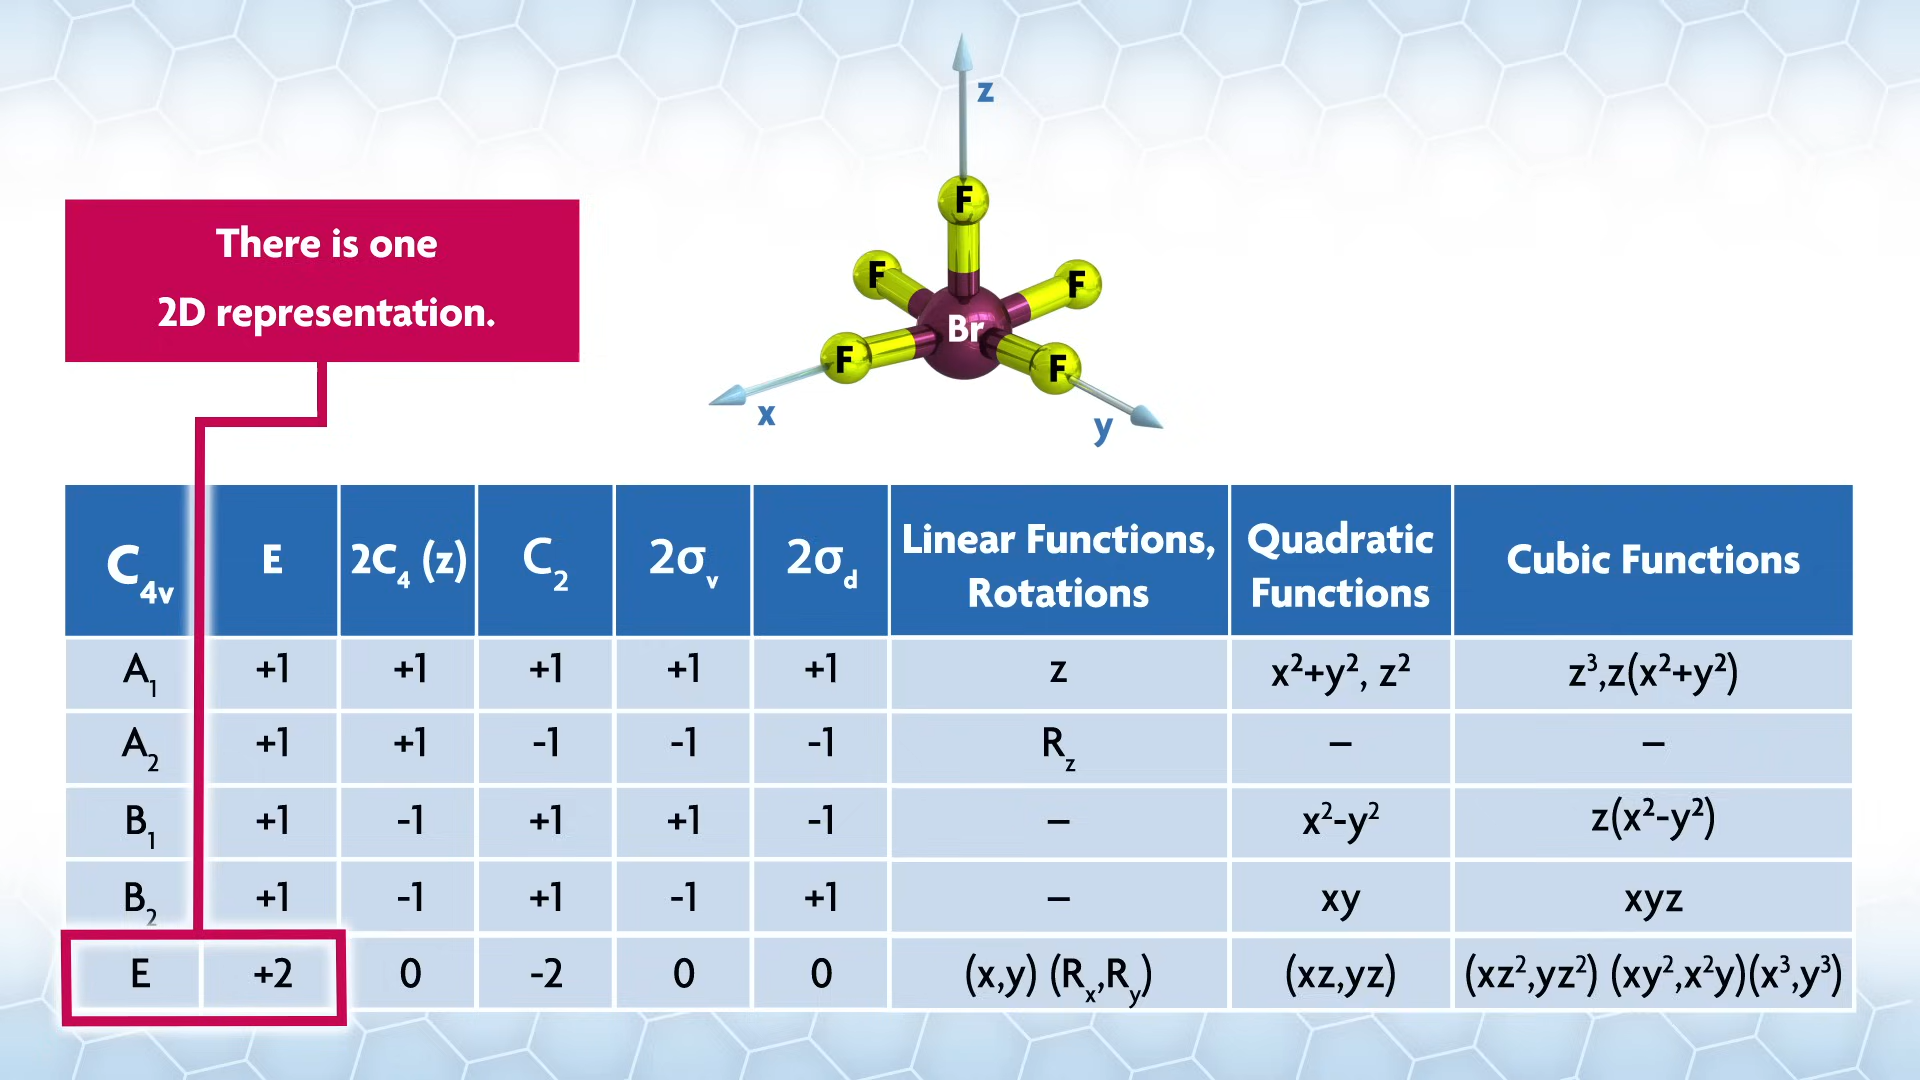 z
F
F
F
Br
F
F
x
y
There is one
2D representation.
C₄ᵥ E 2C₄ (z) C₂ 2σᵥ 2σ_d Linear Functions, Rotations Quadratic Functions Cubic Functions
A₁ +1 +1 +1 +1 +1 z x²+y², z² z³,z(x²+y²)
A₂ +1 +1 -1 -1 -1 R_z – –
B₁ +1 -1 +1 +1 -1 – x²-y² z(x²-y²)
B₂ +1 -1 +1 -1 +1 – xy xyz
E +2 0 -2 0 0 (x,y) (Rₓ,R_y) (xz,yz) (xz²,yz²) (xy²,x²y)(x³,y³)